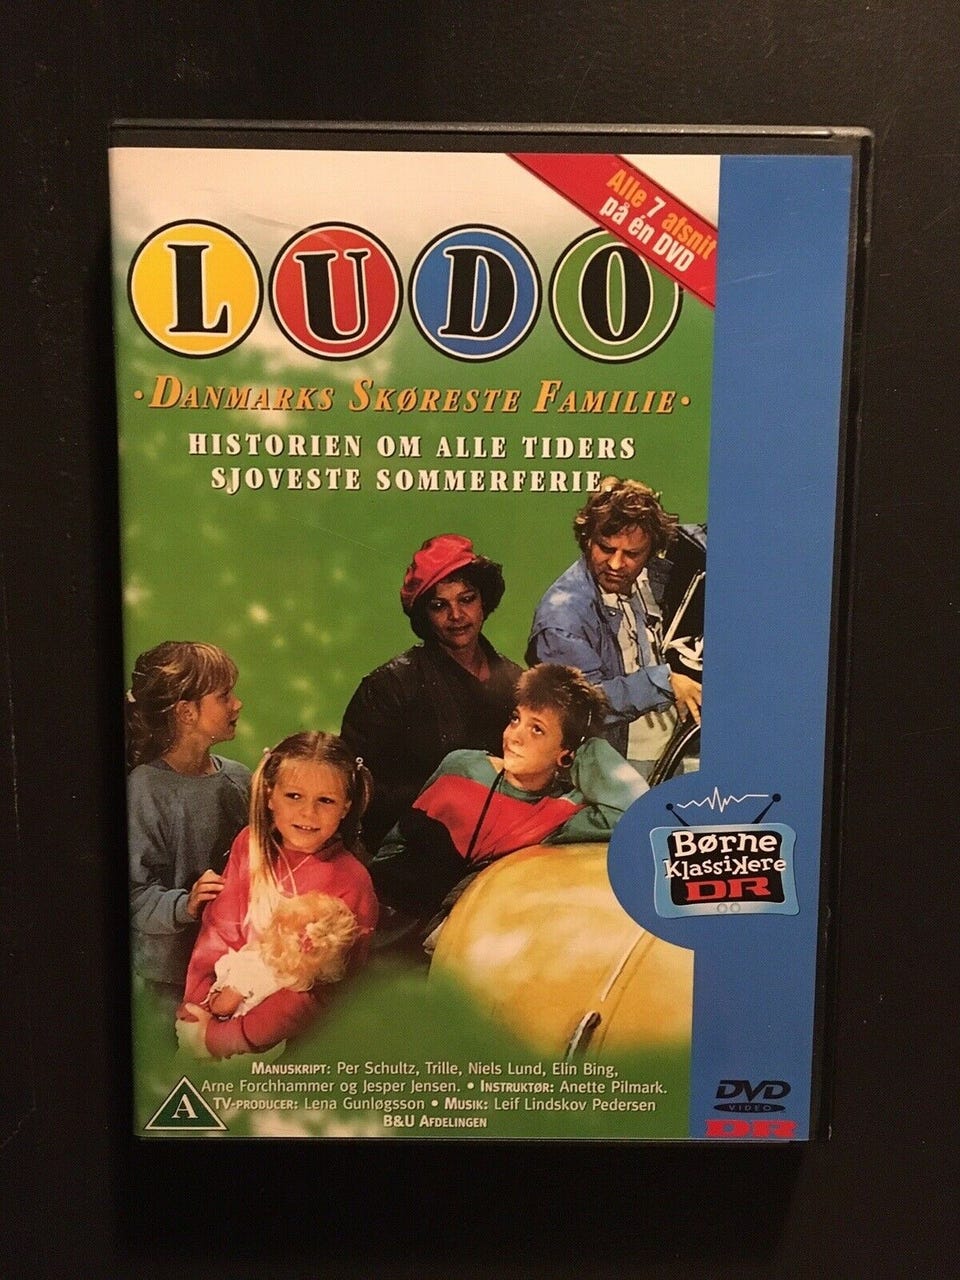 Alle 7 afsnit
på én DVD
LUDO
· DANMARKS SKØRESTE FAMILIE ·
HISTORIEN OM ALLE TIDERS
SJOVESTE SOMMERFERIE.
Børne
Klassikere
DR
MANUSKRIPT: Per Schultz, Trille, Niels Lund, Elin Bing,
Arne Forchhammer og Jesper Jensen. • INSTRUKTØR: Anette Pilmark.
TV-PRODUCER: Lena Gunløgsson • MUSIK: Leif Lindskov Pedersen
B&U AFDELINGEN
A
DVD
VIDEO
DR